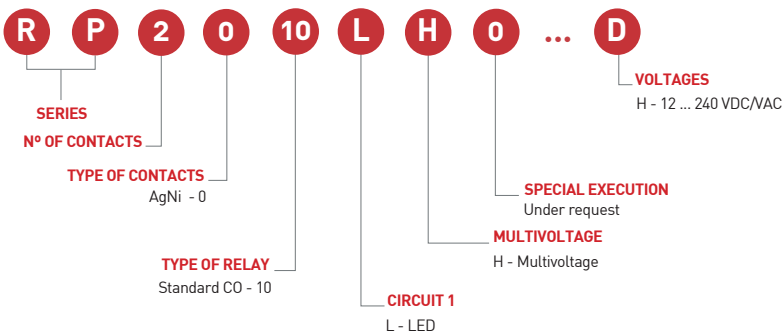 R P 2 0 10 L H 0 ... D
VOLTAGES
H - 12 ... 240 VDC/VAC
SERIES
Nº OF CONTACTS
TYPE OF CONTACTS
AgNi - 0
SPECIAL EXECUTION
Under request
MULTIVOLTAGE
H - Multivoltage
TYPE OF RELAY
Standard CO - 10
CIRCUIT 1
L - LED